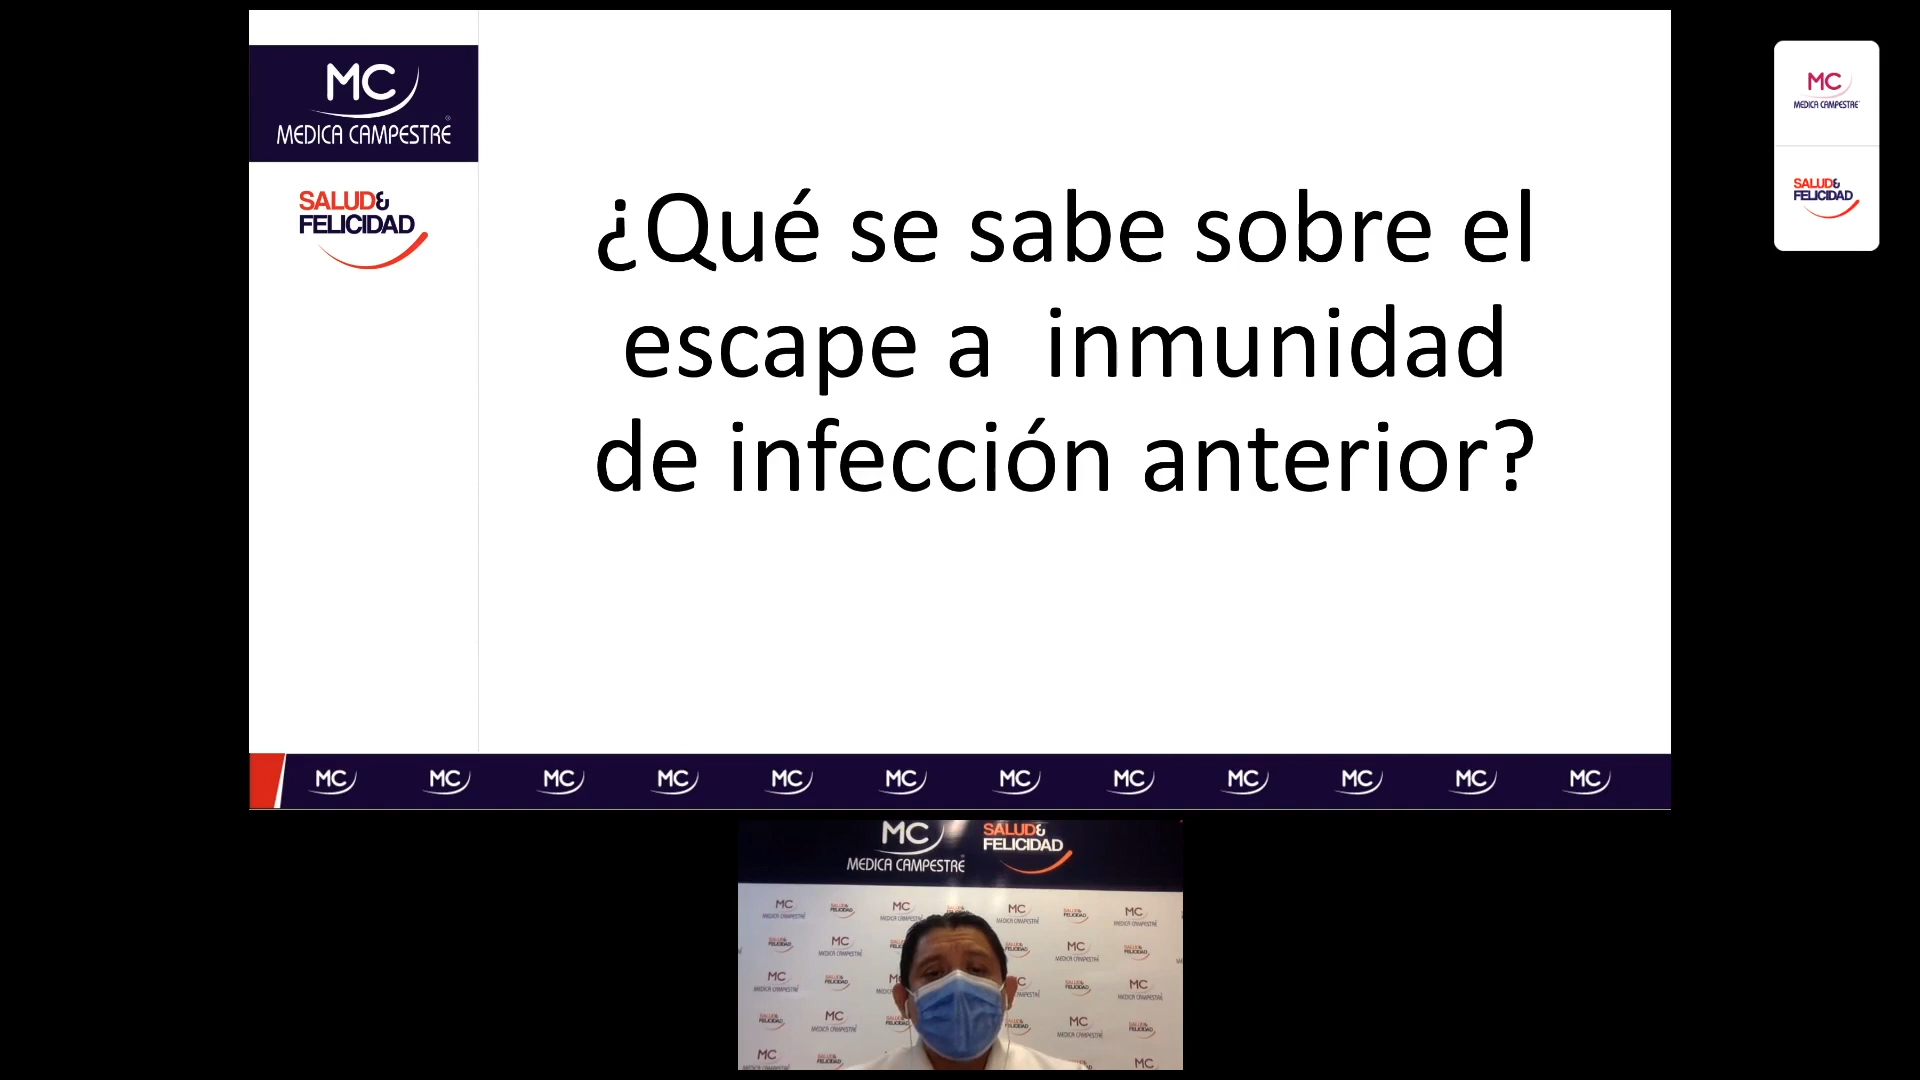 MC
MEDICA CAMPESTRE
SALUD&
FELICIDAD
¿Qué se sabe sobre el
escape a  inmunidad
de infección anterior?
MC MC MC MC MC MC MC MC MC MC MC MC
MC
MEDICA CAMPESTRE
SALUD&
FELICIDAD
MC
MEDICA CAMPESTRE
SALUD&
FELICIDAD